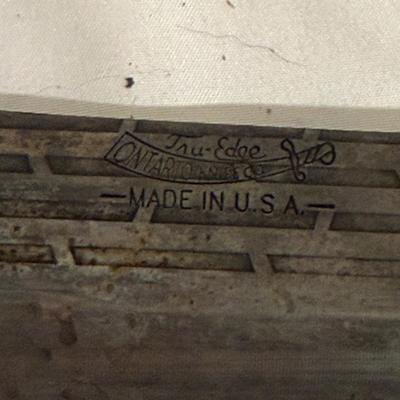 Tru-Edge
ONTARIO KNIFE CO.
— MADE IN U.S.A. —